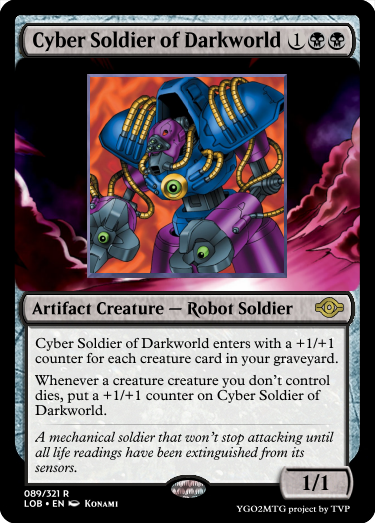 Cyber Soldier of Darkworld 1
Artifact Creature — Robot Soldier
Cyber Soldier of Darkworld enters with a +1/+1
counter for each creature card in your graveyard.
Whenever a creature creature you don't control
dies, put a +1/+1 counter on Cyber Soldier of
Darkworld.
A mechanical soldier that won't stop attacking until
all life readings have been extinguished from its
sensors.
1/1
089/321 R
LOB • EN Konami
YGO2MTG project by TVP